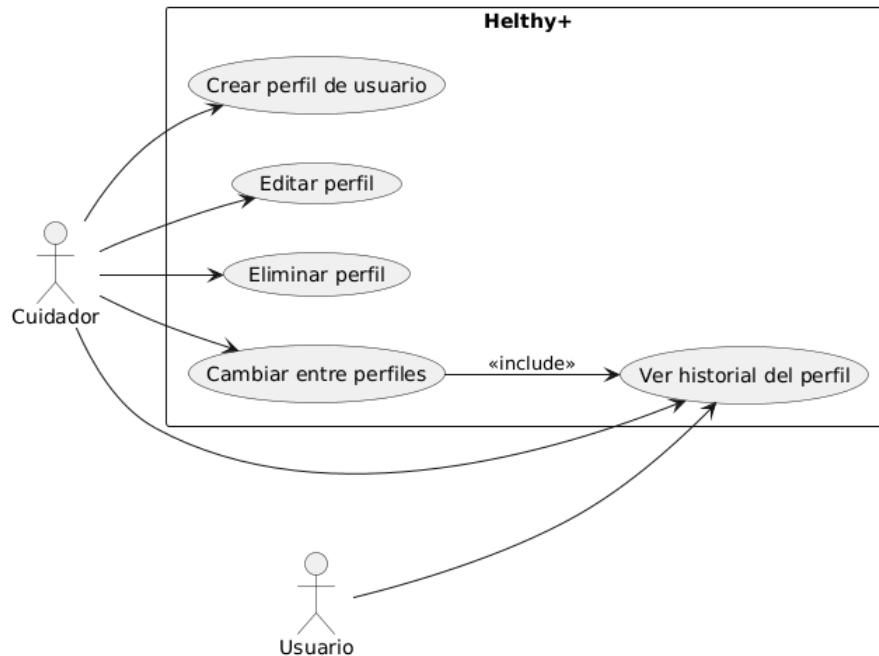 Helthy+
Crear perfil de usuario
Editar perfil
Eliminar perfil
Cuidador
Cambiar entre perfiles
«include»
Ver historial del perfil
Usuario